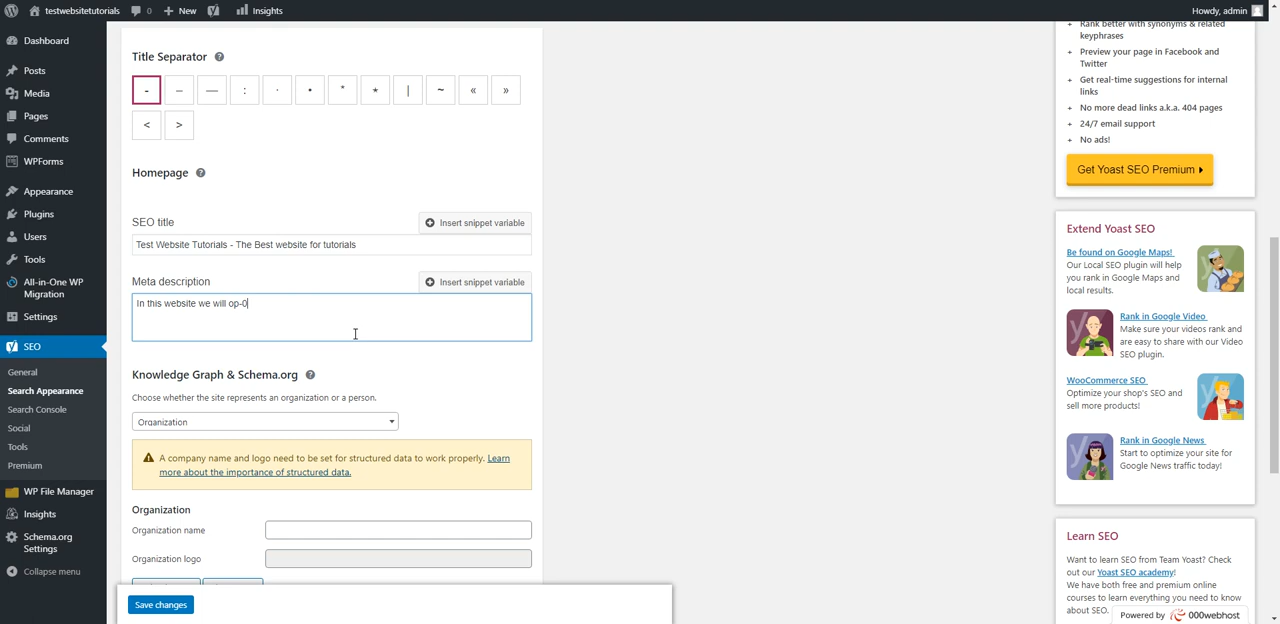 testwebsitetutorials
0
New
Insights
Howdy, admin
Dashboard
Posts
Media
Pages
Comments
WPForms
Appearance
Plugins
Users
Tools
All-in-One WP
Migration
Settings
SEO
General
Search Appearance
Search Console
Social
Tools
Premium
WP File Manager
Insights
Schema.org
Settings
Collapse menu
Title Separator
- – — : · • * ⋆ | ~ « »
< >
Homepage
SEO title
Insert snippet variable
Test Website Tutorials - The Best website for tutorials
Meta description
Insert snippet variable
In this website we will op-0
Knowledge Graph & Schema.org
Choose whether the site represents an organization or a person.
Organization
A company name and logo need to be set for structured data to work properly. Learn
more about the importance of structured data.
Organization
Organization name
Organization logo
Save changes
Rank better with synonyms & related
keyphrases
Preview your page in Facebook and
Twitter
Get real-time suggestions for internal
links
No more dead links a.k.a. 404 pages
24/7 email support
No ads!
Get Yoast SEO Premium
Extend Yoast SEO
Be found on Google Maps!
Our Local SEO plugin will help
you rank in Google Maps and
local results.
Rank in Google Video
Make sure your videos rank and
are easy to share with our Video
SEO plugin.
WooCommerce SEO
Optimize your shop's SEO and
sell more products!
Rank in Google News
Start to optimize your site for
Google News traffic today!
Learn SEO
Want to learn SEO from Team Yoast? Check
out our Yoast SEO academy!
We have both free and premium online
courses to learn everything you need to know
about SEO.
Powered by 000webhost